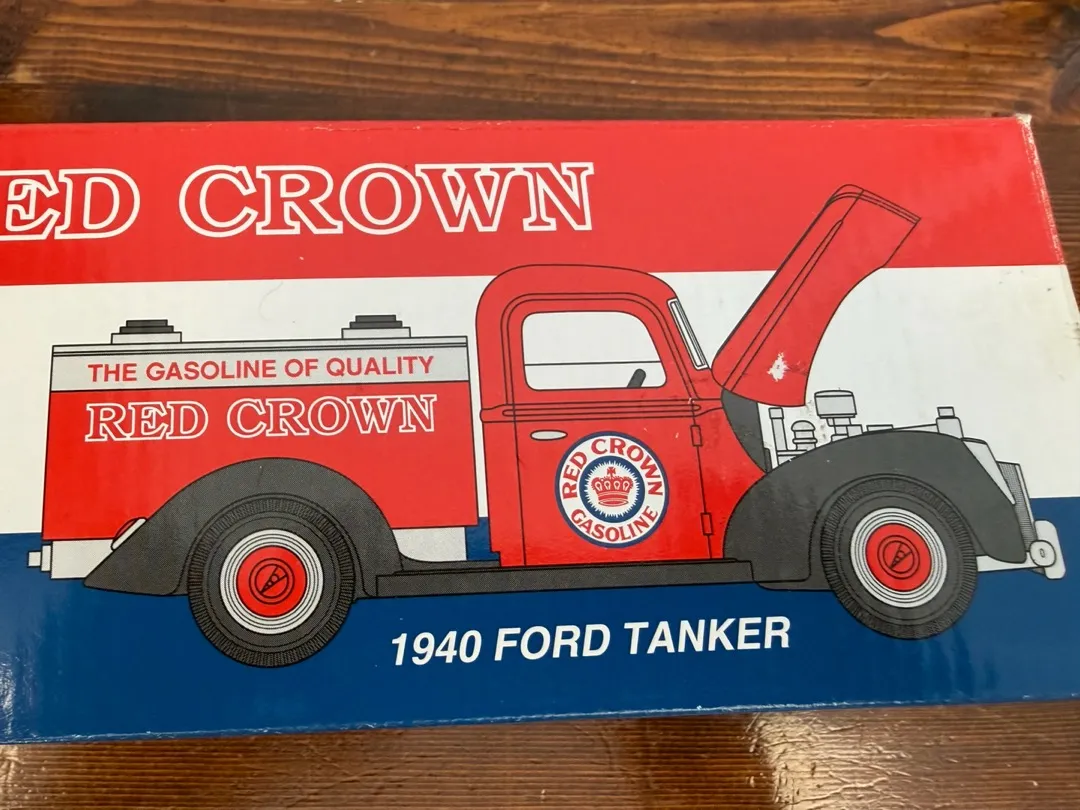 ED CROWN
THE GASOLINE OF QUALITY
RED CROWN
RED CROWN
GASOLINE
1940 FORD TANKER